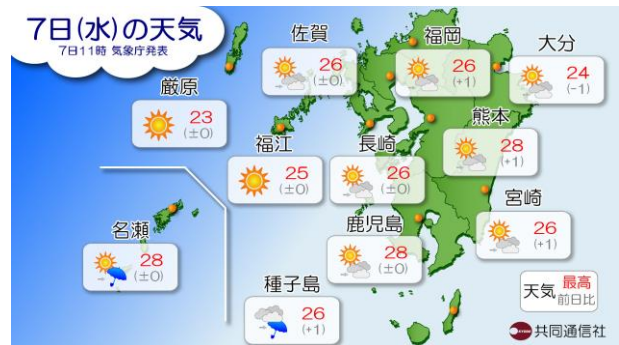 7日(水)の天気
7日11時 気象庁発表
佐賀
26
(±0)
福岡
26
(+1)
大分
24
(-1)
厳原
23
(±0)
熊本
28
(+1)
福江
25
(±0)
長崎
26
(±0)
宮崎
26
(+1)
名瀬
28
(±0)
鹿児島
28
(±0)
種子島
26
(+1)
天気 最高
前日比
共同通信社